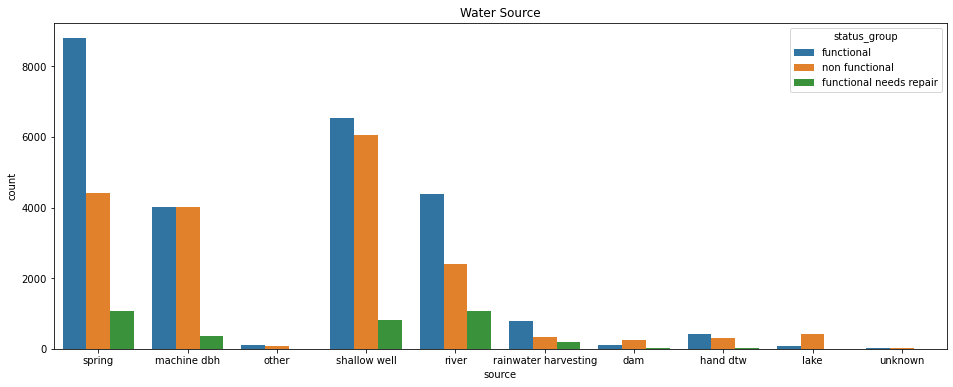 Water Source
status_group
functional
non functional
functional needs repair
8000
6000
4000
2000
0
count
spring machine dbh other shallow well river rainwater harvesting dam hand dtw lake unknown
source